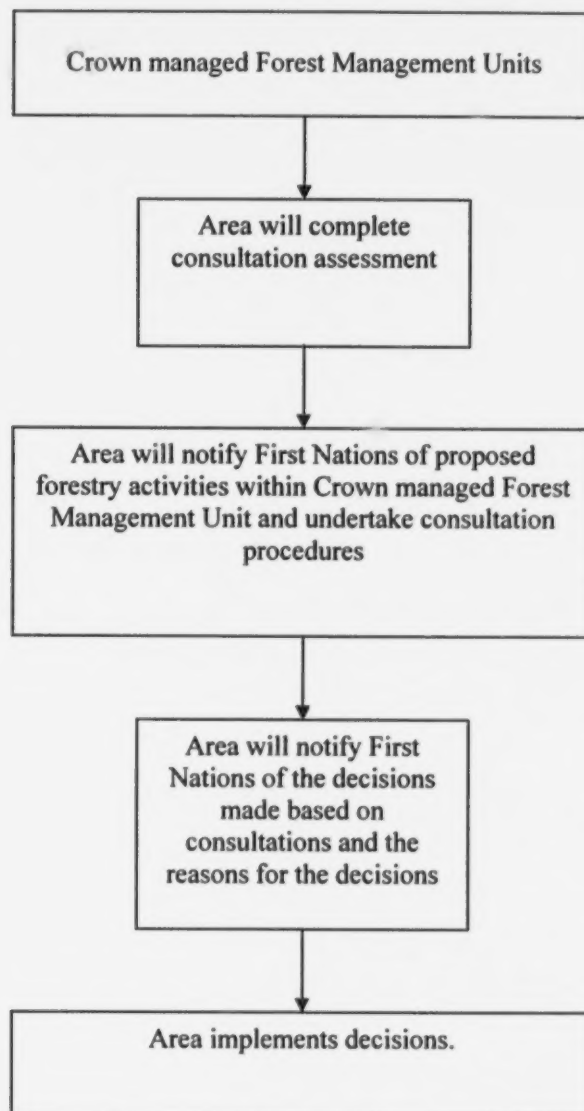 Crown managed Forest Management Units
Area will complete
consultation assessment
Area will notify First Nations of proposed
forestry activities within Crown managed Forest
Management Unit and undertake consultation
procedures
Area will notify First
Nations of the decisions
made based on
consultations and the
reasons for the decisions
Area implements decisions.